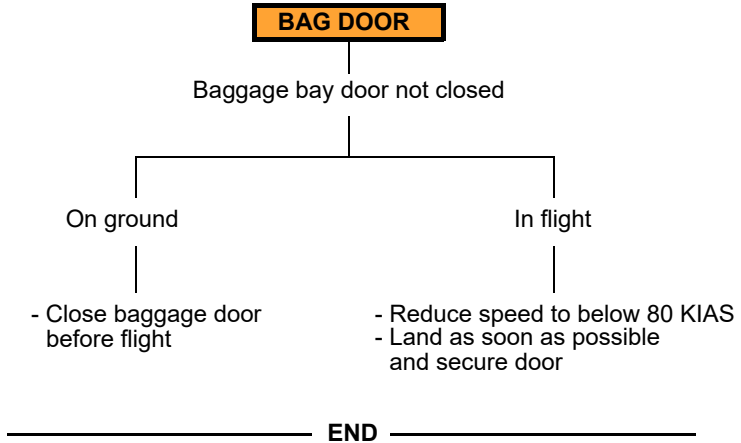 BAG DOOR
Baggage bay door not closed
On ground
In flight
- Close baggage door
before flight
- Reduce speed to below 80 KIAS
- Land as soon as possible
and secure door
END